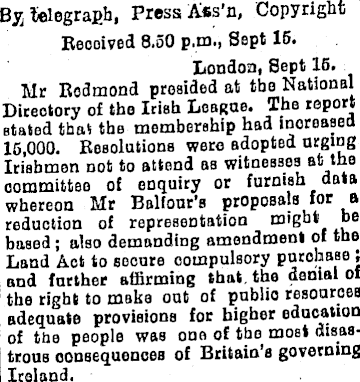 By telegraph, Press Ass'n, Copyright
Received 8.50 p.m., Sept 15.
London, Sept 15.
Mr Redmond presided at the National
Directory of the Irish League. The report
stated that the membership had increased
15,000. Resolutions were adopted urging
Irishmen not to attend as witnesses at the
committee of enquiry or furnish data
whereon Mr Balfour's proposals for a
reduction of representation might be
based; also demanding amendment of the
Land Act to secure compulsory purchase;
and further affirming that the denial of
the right to make out of public resources
adequate provisions for higher education
of the people was one of the most disas-
trous consequences of Britain's governing
Ireland.